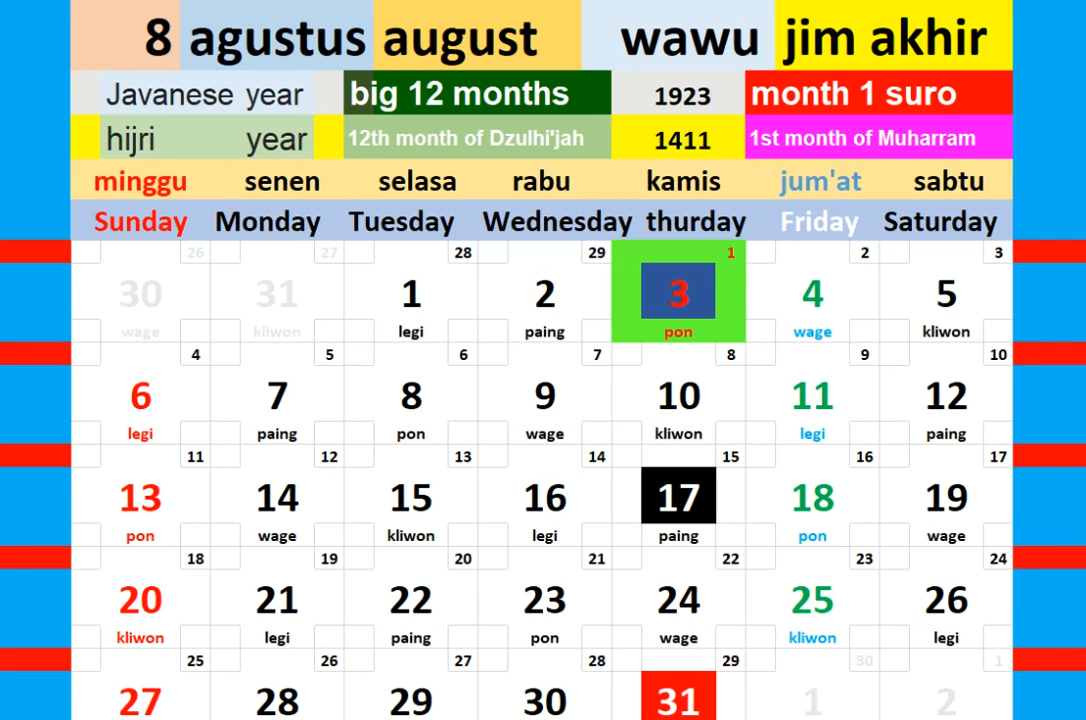 8 agustus august wawu jim akhir
Javanese year big 12 months 1923 month 1 suro
hijri year 12th month of Dzulhi'jah 1411 1st month of Muharram
minggu senen selasa rabu kamis jum'at sabtu
Sunday Monday Tuesday Wednesday thurday Friday Saturday
26 27 28 29 1 2 3
30 31 1 2 3 4 5
wage kliwon legi paing pon wage kliwon
4 5 6 7 8 9 10
6 7 8 9 10 11 12
legi paing pon wage kliwon legi paing
11 12 13 14 15 16 17
13 14 15 16 17 18 19
pon wage kliwon legi paing pon wage
18 19 20 21 22 23 24
20 21 22 23 24 25 26
kliwon legi paing pon wage kliwon legi
25 26 27 28 29 30 1
27 28 29 30 31 1 2